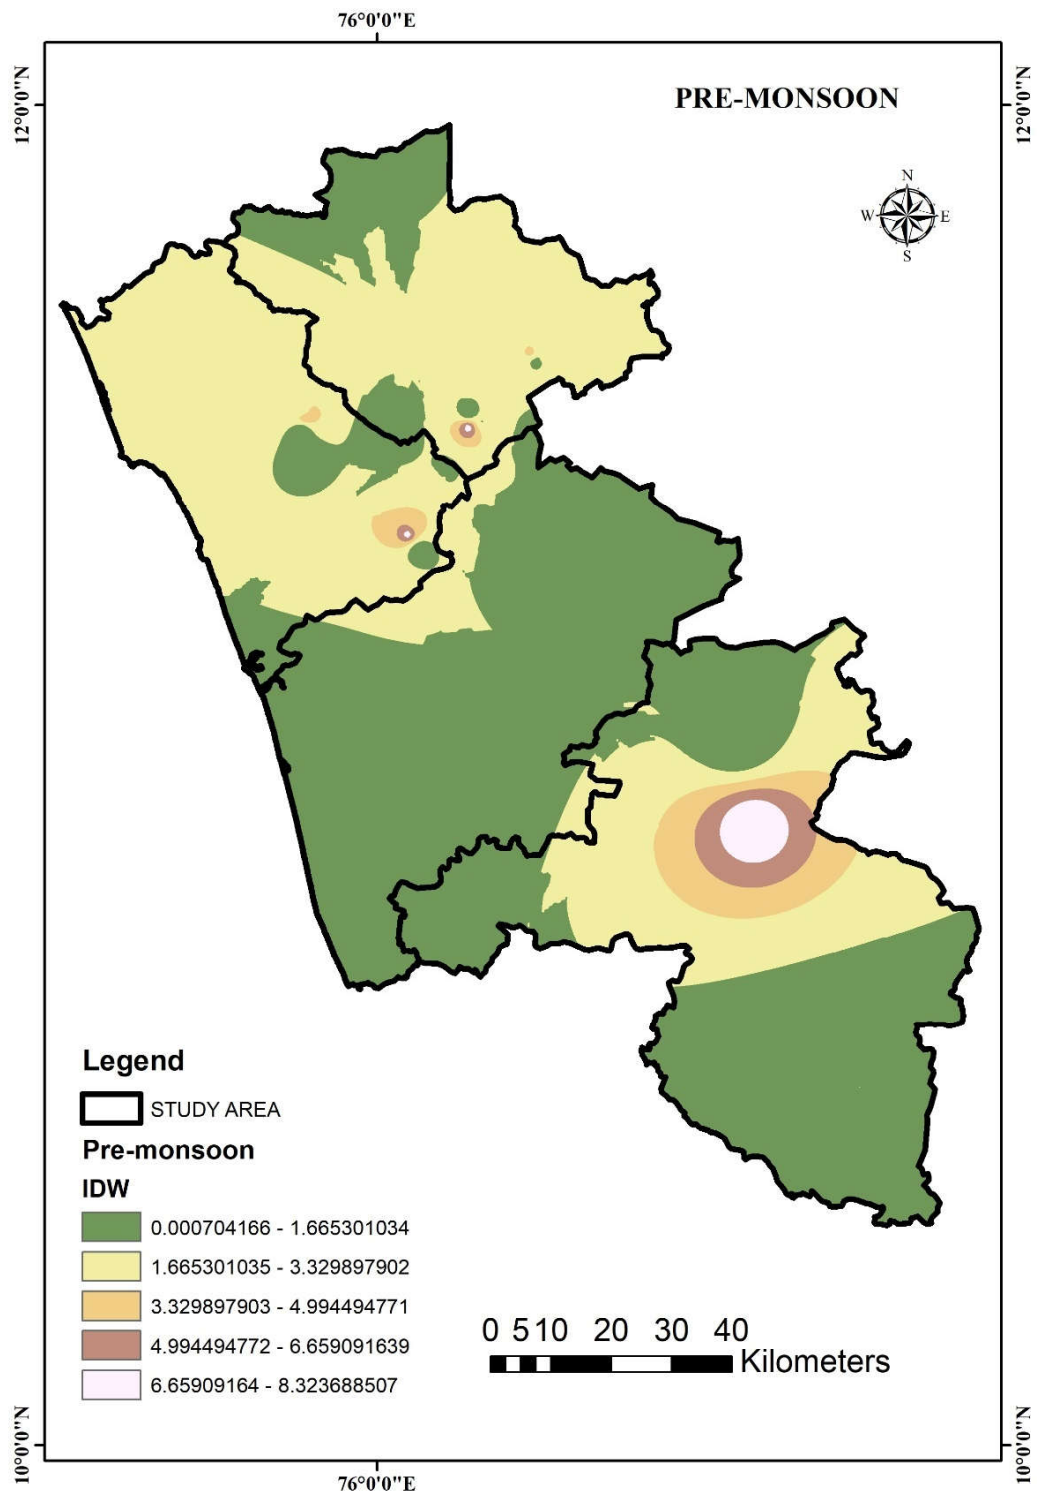 76°0'0"E
PRE-MONSOON
12°0'0"N
12°0'0"N
N
W E
S
Legend
STUDY AREA
Pre-monsoon
IDW
0.000704166 - 1.665301034
1.665301035 - 3.329897902
3.329897903 - 4.994494771
4.994494772 - 6.659091639
6.65909164 - 8.323688507
0 5 10 20 30 40
Kilometers
10°0'0"N
10°0'0"N
76°0'0"E